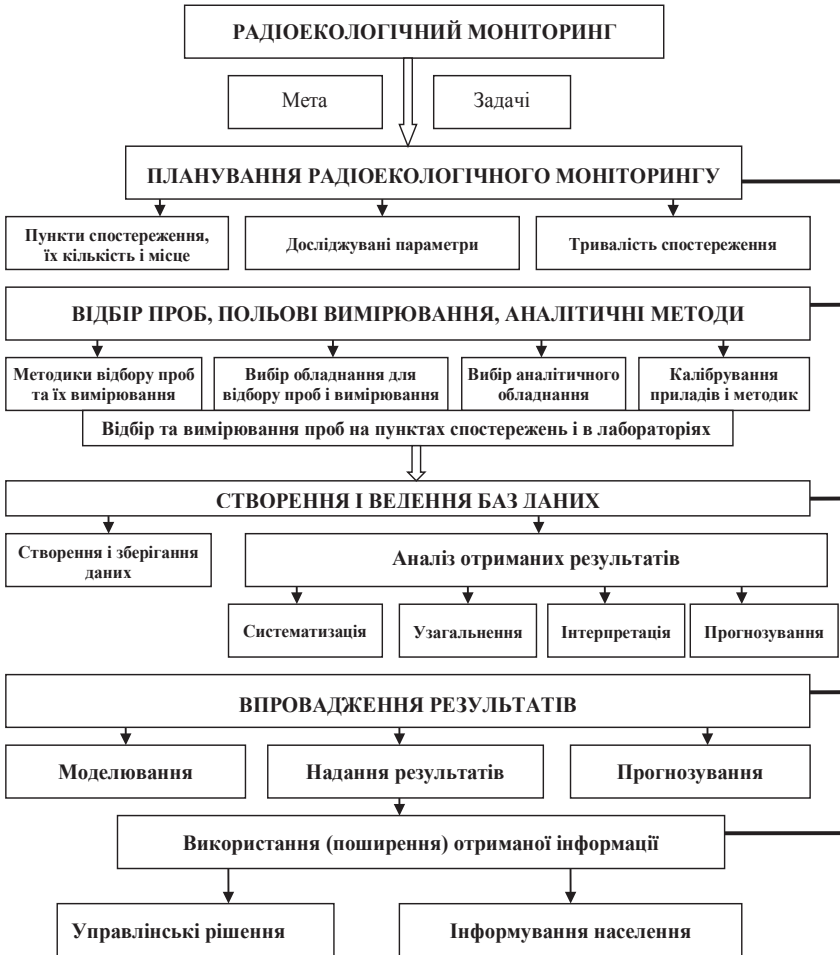 РАДІОЕКОЛОГІЧНИЙ МОНІТОРИНГ
Мета
Задачі
ПЛАНУВАННЯ РАДІОЕКОЛОГІЧНОГО МОНІТОРИНГУ
Пункти спостереження,
їх кількість і місце
Досліджувані параметри
Тривалість спостереження
ВІДБІР ПРОБ, ПОЛЬОВІ ВИМІРЮВАННЯ, АНАЛІТИЧНІ МЕТОДИ
Методики відбору проб
та їх вимірювання
Вибір обладнання для
відбору проб і вимірювання
Вибір аналітичного
обладнання
Калібрування
приладів і методик
Відбір та вимірювання проб на пунктах спостережень і в лабораторіях
СТВОРЕННЯ І ВЕДЕННЯ БАЗ ДАНИХ
Створення і зберігання
даних
Аналіз отриманих результатів
Систематизація
Узагальнення
Інтерпретація
Прогнозування
ВПРОВАДЖЕННЯ РЕЗУЛЬТАТІВ
Моделювання
Надання результатів
Прогнозування
Використання (поширення) отриманої інформації
Управлінські рішення
Інформування населення